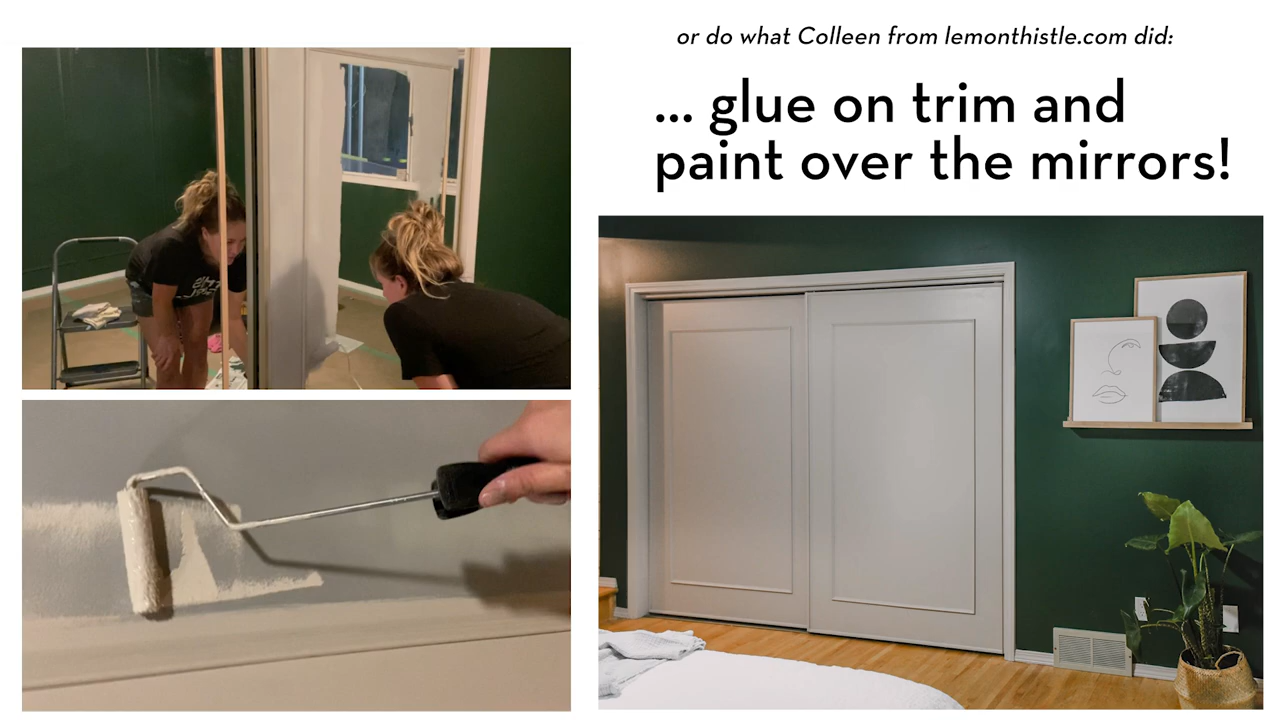 or do what Colleen from lemonthistle.com did:
... glue on trim and
paint over the mirrors!